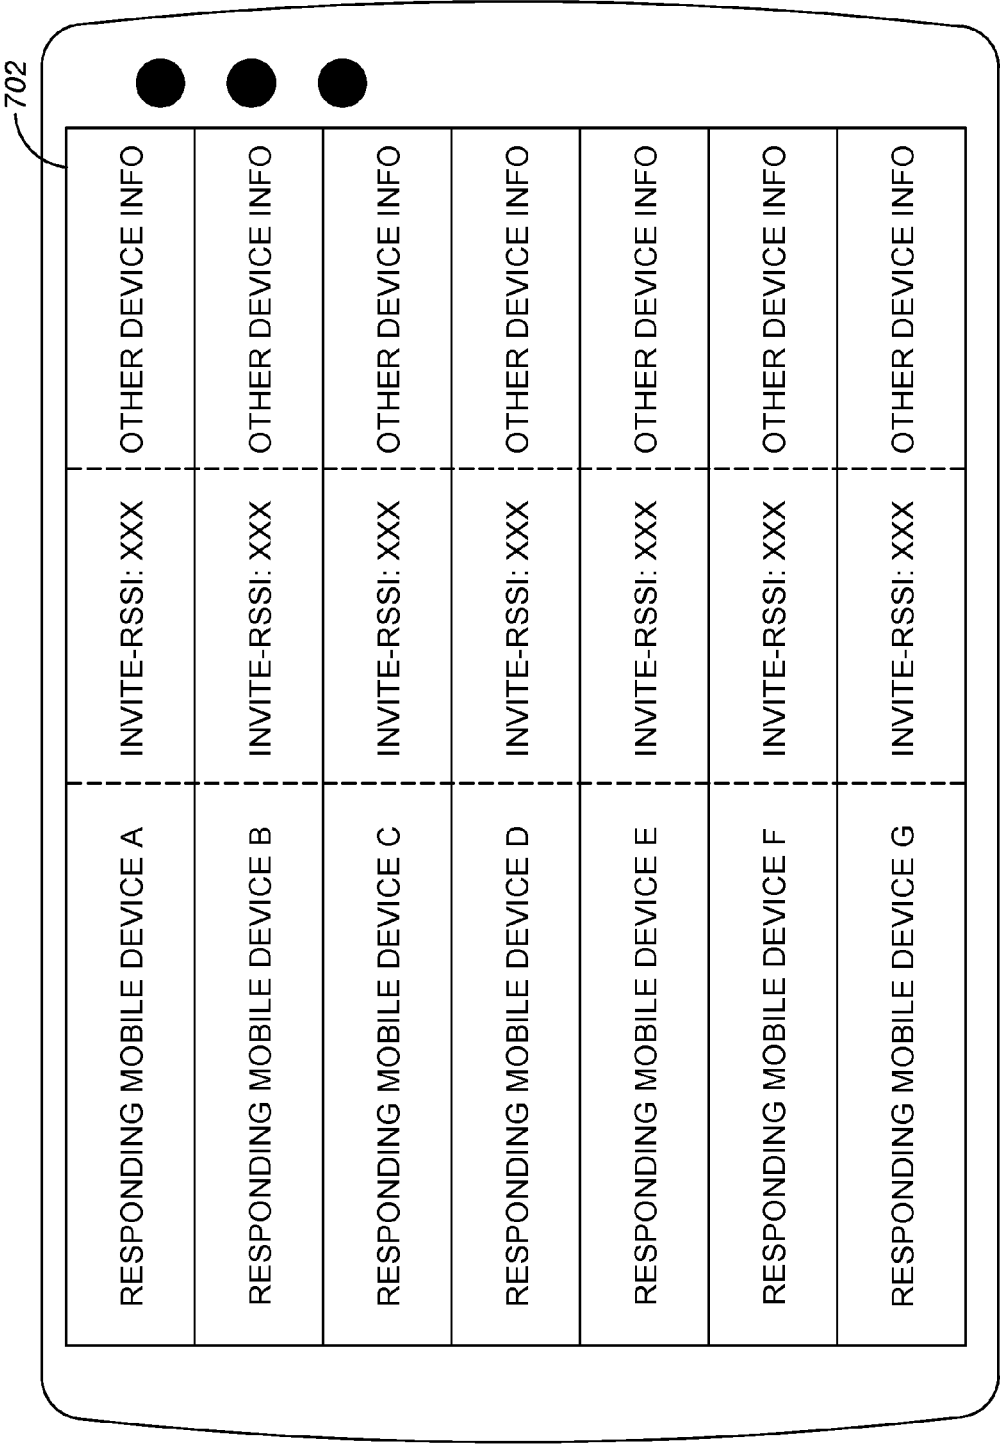 702
RESPONDING MOBILE DEVICE A INVITE-RSSI: XXX OTHER DEVICE INFO
RESPONDING MOBILE DEVICE B INVITE-RSSI: XXX OTHER DEVICE INFO
RESPONDING MOBILE DEVICE C INVITE-RSSI: XXX OTHER DEVICE INFO
RESPONDING MOBILE DEVICE D INVITE-RSSI: XXX OTHER DEVICE INFO
RESPONDING MOBILE DEVICE E INVITE-RSSI: XXX OTHER DEVICE INFO
RESPONDING MOBILE DEVICE F INVITE-RSSI: XXX OTHER DEVICE INFO
RESPONDING MOBILE DEVICE G INVITE-RSSI: XXX OTHER DEVICE INFO